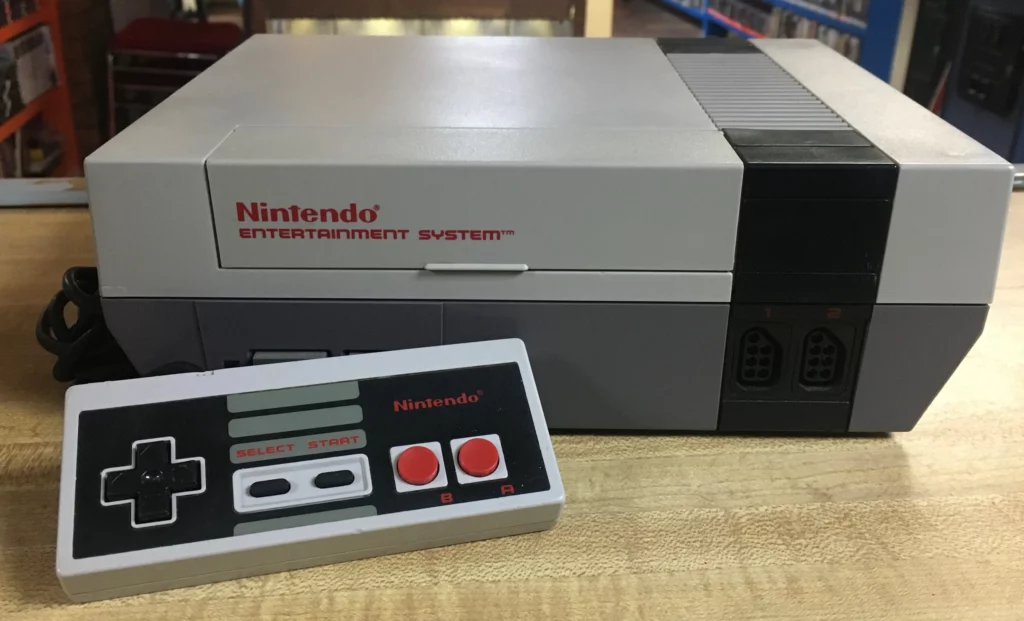 Nintendo®
ENTERTAINMENT SYSTEM™
1 2
Nintendo®
SELECT START
B A